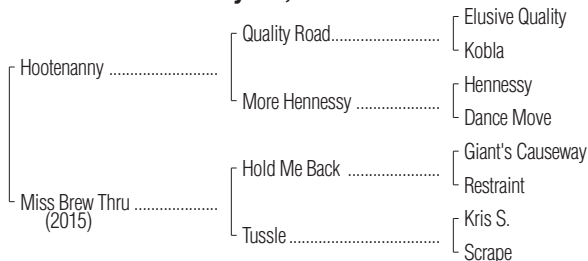 Elusive Quality
Quality Road
Kobla
Hootenanny
Hennessy
More Hennessy
Dance Move
Giant's Causeway
Hold Me Back
Restraint
Miss Brew Thru
(2015)
Kris S.
Tussle
Scrape